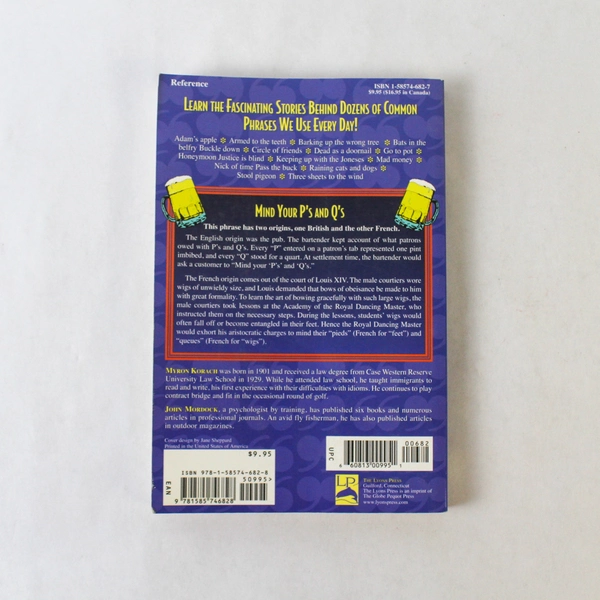 Reference
ISBN 1-58574-682-7
$9.95 ($16.95 in Canada)
LEARN THE FASCINATING STORIES BEHIND DOZENS OF COMMON
PHRASES WE USE EVERY DAY!
Adam's apple ✽ Armed to the teeth ✽ Barking up the wrong tree ✽ Bats in the
belfry Buckle down ✽ Circle of friends ✽ Dead as a doornail ✽ Go to pot ✽
Honeymoon Justice is blind ✽ Keeping up with the Joneses ✽ Mad money ✽
Nick of time Pass the buck ✽ Raining cats and dogs ✽
Stool pigeon ✽ Three sheets to the wind
MIND YOUR P'S AND Q'S
This phrase has two origins, one British and the other French.
The English origin was the pub. The bartender kept account of what patrons
owed with P's and Q's. Every "P" entered on a patron's tab represented one pint
imbibed, and every "Q" stood for a quart. At settlement time, the bartender would
ask a customer to "Mind your 'P's' and 'Q's."
The French origin comes out of the court of Louis XIV. The male courtiers wore
wigs of unwieldy size, and Louis demanded that bows of obeisance be made to him
with great formality. To learn the art of bowing gracefully with such large wigs, the
male courtiers took lessons at the Academy of the Royal Dancing Master, who
instructed them on the necessary steps. During the lessons, students' wigs would
often fall off or become entangled in their feet. Hence the Royal Dancing Master
would exhort his aristocratic charges to mind their "pieds" (French for "feet") and
"queues" (French for "wigs").
MYRON KORACH was born in 1901 and received a law degree from Case Western Reserve
University Law School in 1929. While he attended law school, he taught immigrants
to read and write, his first experience with their difficulties with idioms. He continues to play
contract bridge and fit in the occasional round of golf.
JOHN MORDOCK, a psychologist by training, has published six books and numerous
articles in professional journals. An avid fly fisherman, he has also published articles
in outdoor magazines.
Cover design by Jane Sheppard
Printed in the United States of America
$9.95
ISBN 978-1-58574-682-8
50995>
EAN
9 781585 746828
UPC
00682
6 60813 00995 1
LP
THE LYONS PRESS
Guilford, Connecticut
The Lyons Press is an imprint of
The Globe Pequot Press
www.lyonspress.com